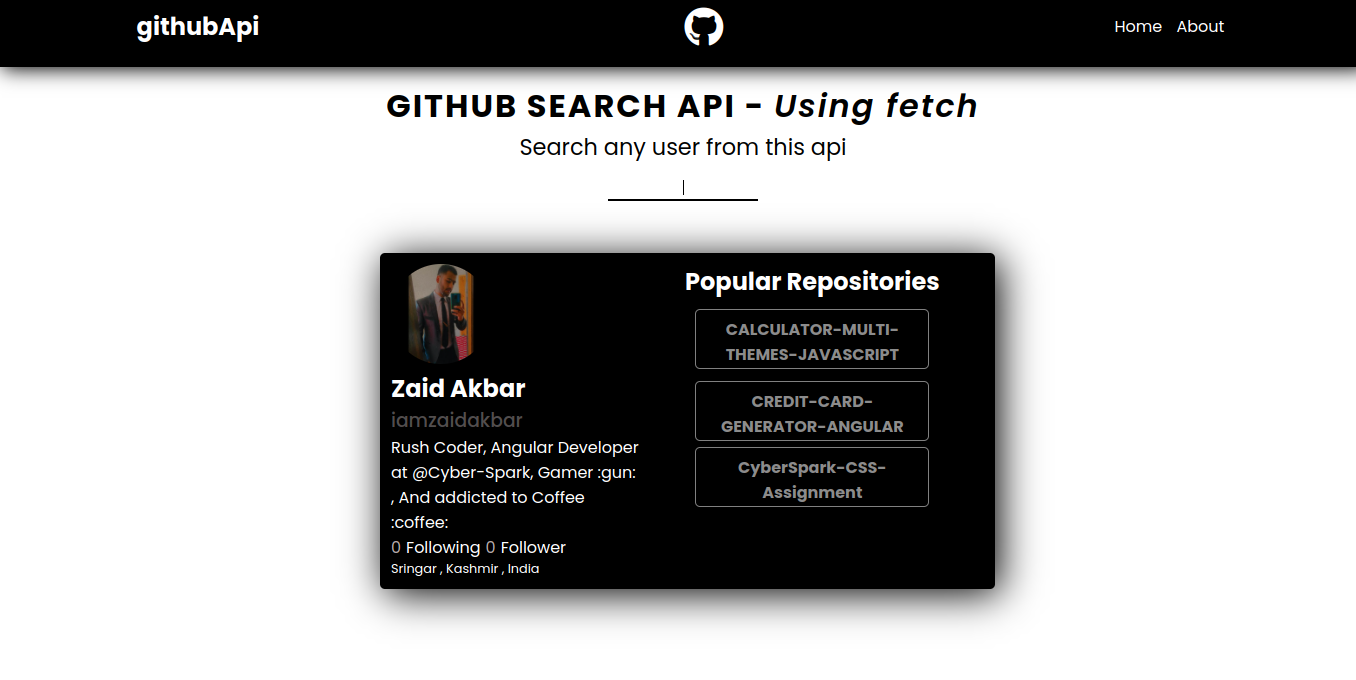 githubApi
Home About
GITHUB SEARCH API - Using fetch
Search any user from this api
Zaid Akbar
iamzaidakbar
Rush Coder, Angular Developer
at @Cyber-Spark, Gamer :gun:
, And addicted to Coffee
:coffee:
0 Following 0 Follower
Sringar , Kashmir , India
Popular Repositories
CALCULATOR-MULTI-
THEMES-JAVASCRIPT
CREDIT-CARD-
GENERATOR-ANGULAR
CyberSpark-CSS-
Assignment